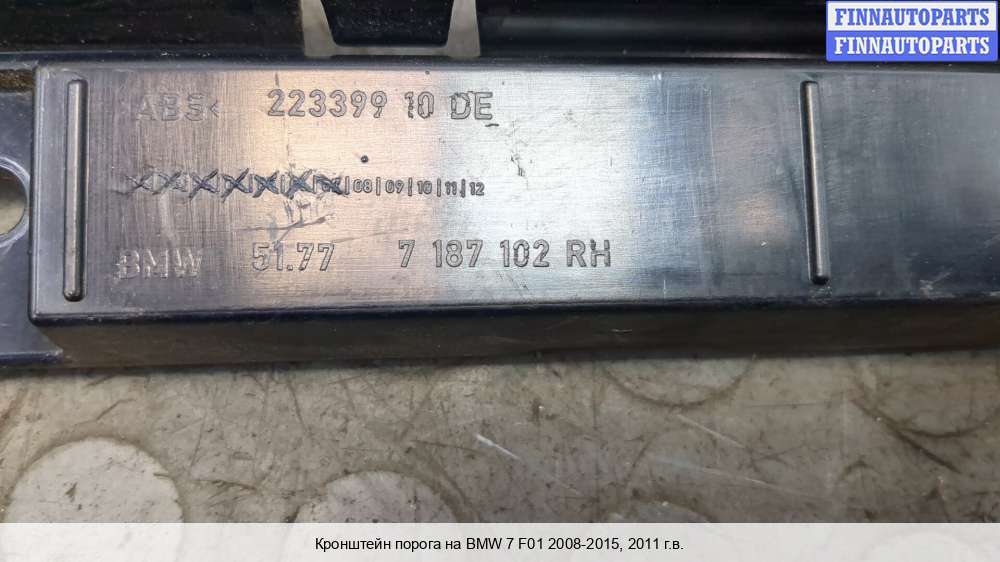 FINNAUTOPARTS
FINNAUTOPARTS
ABS< 223399 10 DE
|08|09|10|11|12
BMW 51.77 7 187 102 RH
Кронштейн порога на BMW 7 F01 2008-2015, 2011 г.в.